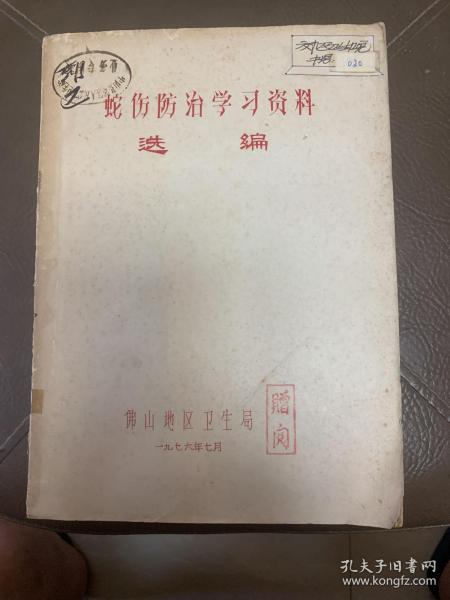 020
蛇伤防治学习资料
选编
佛山地区卫生局
一九七六年七月
赠阅
孔夫子旧书网
www.kongfz.com